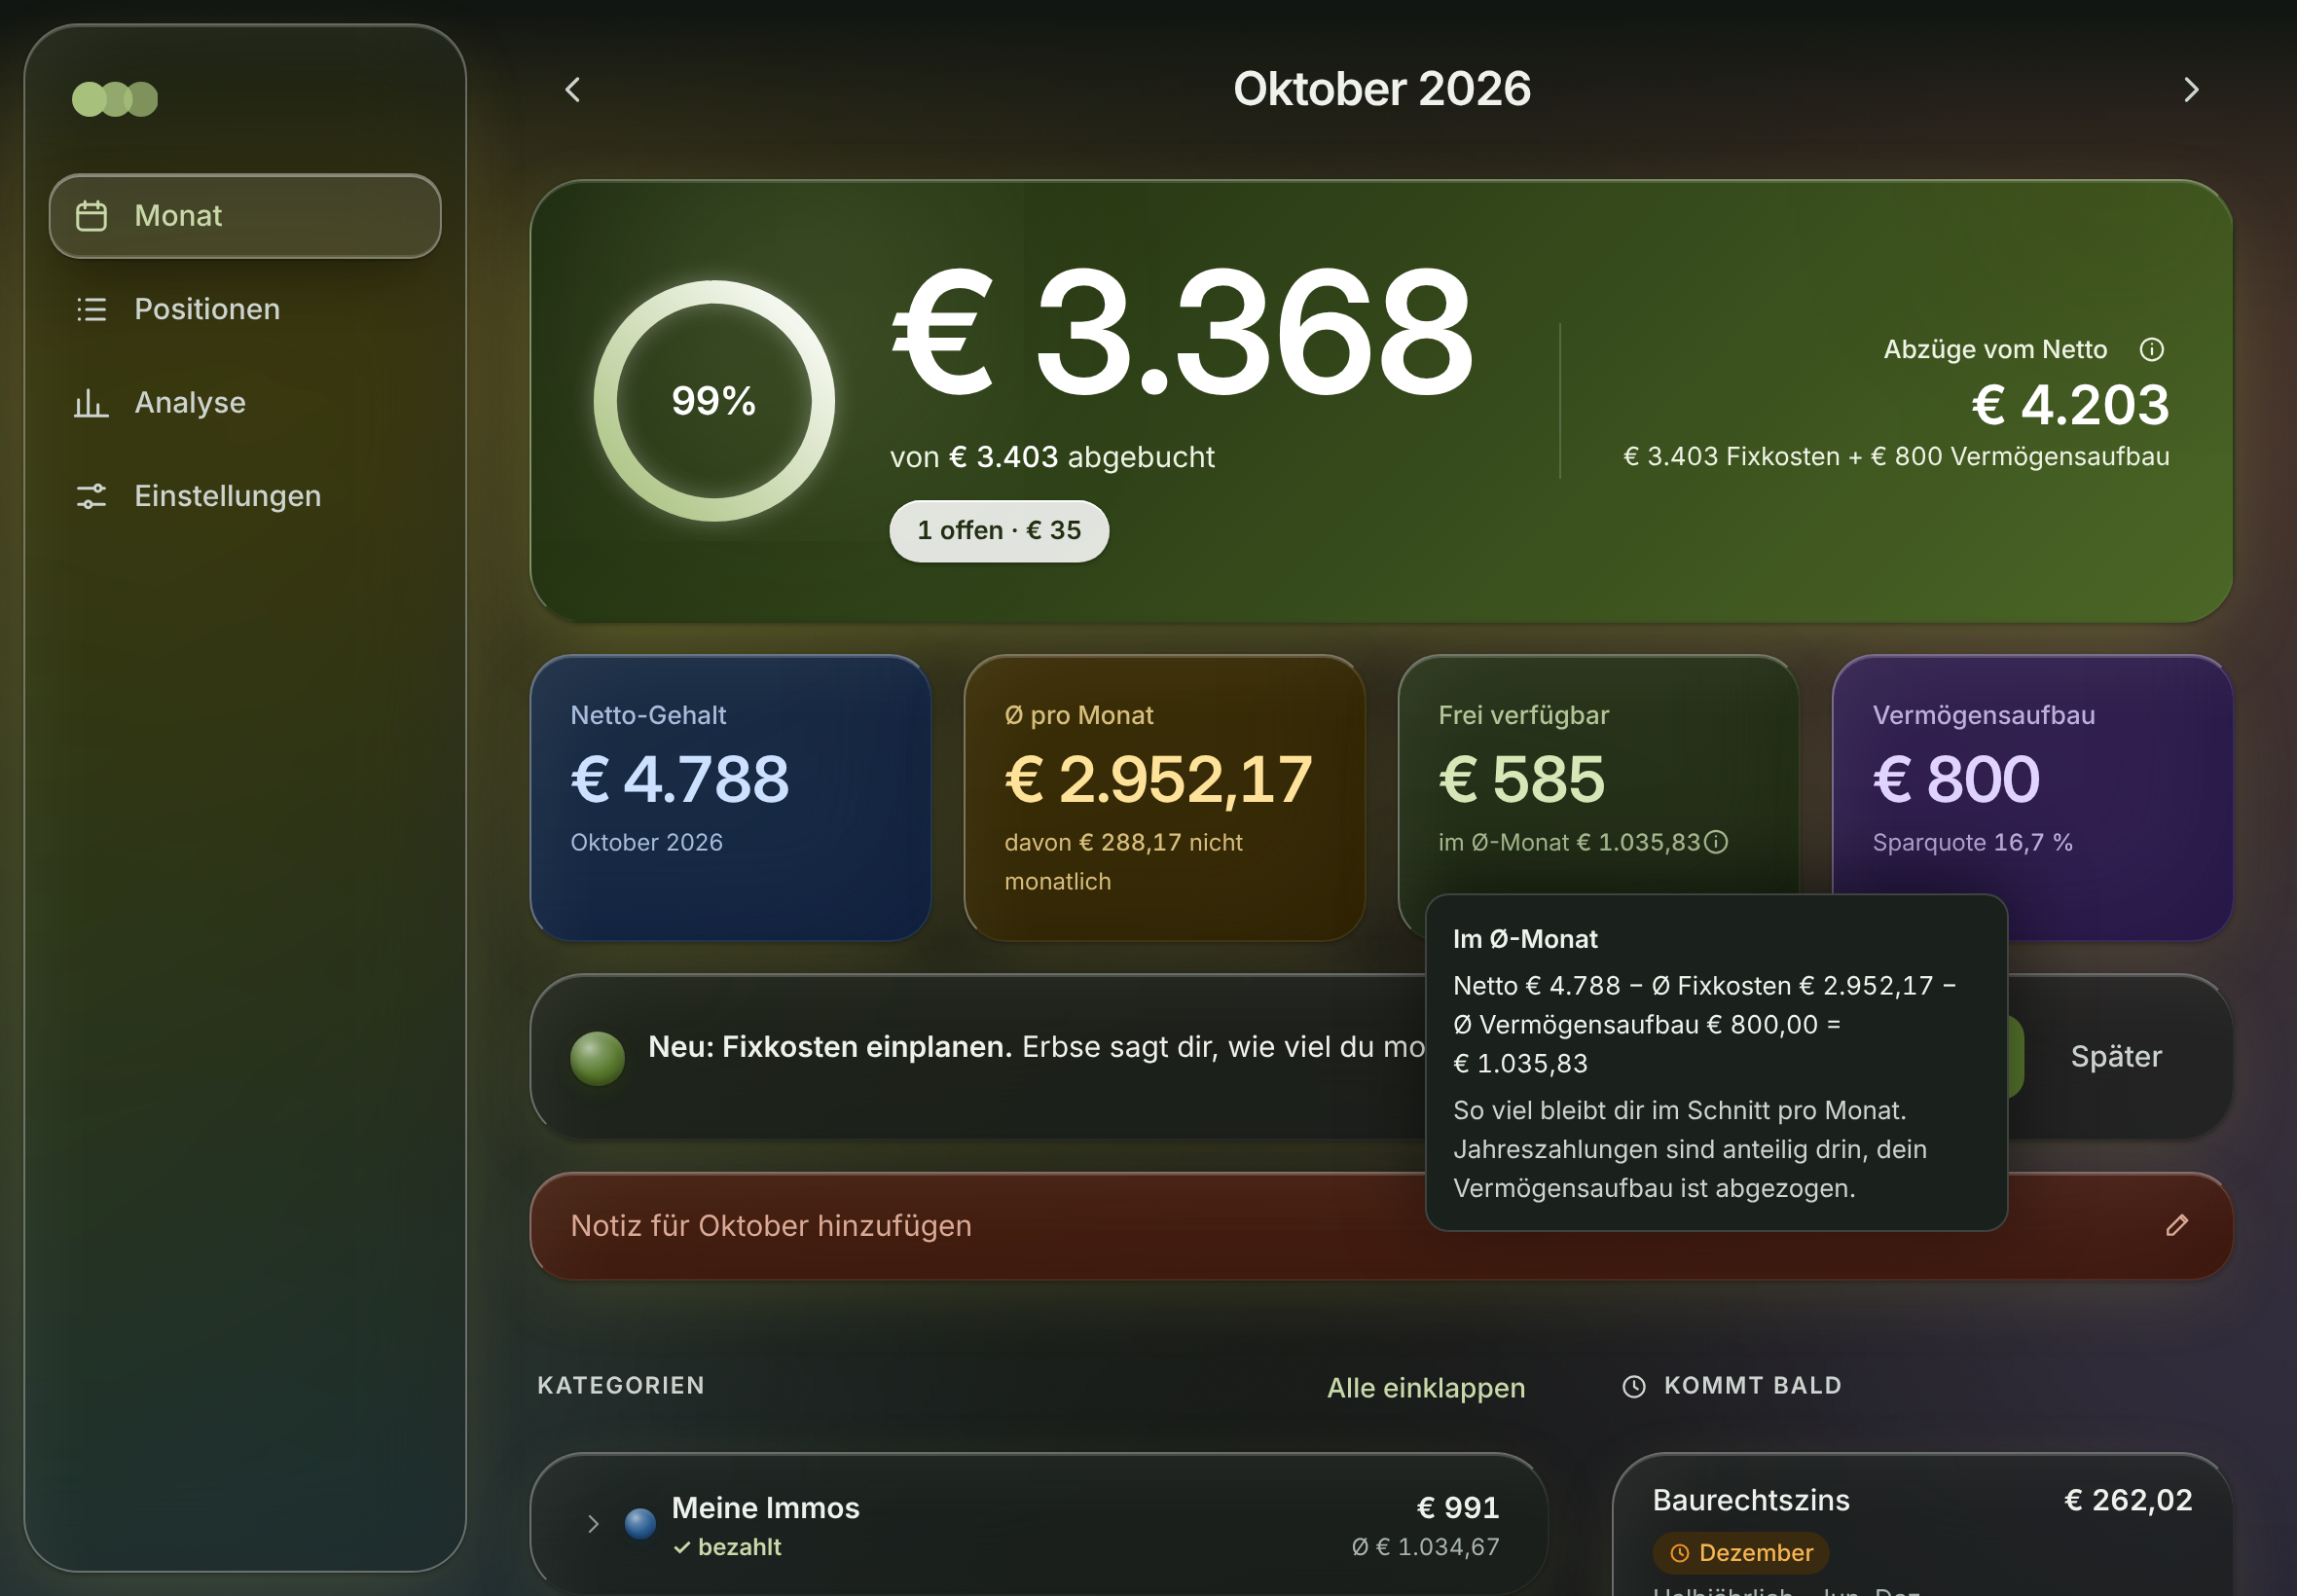 Oktober 2026
Monat
Positionen
Analyse
Einstellungen
99%
€ 3.368
von € 3.403 abgebucht
1 offen · € 35
Abzüge vom Netto
€ 4.203
€ 3.403 Fixkosten + € 800 Vermögensaufbau
Netto-Gehalt
€ 4.788
Oktober 2026
Ø pro Monat
€ 2.952,17
davon € 288,17 nicht
monatlich
Frei verfügbar
€ 585
im Ø-Monat € 1.035,83
Vermögensaufbau
€ 800
Sparquote 16,7 %
Im Ø-Monat
Netto € 4.788 − Ø Fixkosten € 2.952,17 −
Ø Vermögensaufbau € 800,00 =
€ 1.035,83
So viel bleibt dir im Schnitt pro Monat.
Jahreszahlungen sind anteilig drin, dein
Vermögensaufbau ist abgezogen.
Neu: Fixkosten einplanen. Erbse sagt dir, wie viel du
Später
Notiz für Oktober hinzufügen
KATEGORIEN
Alle einklappen
KOMMT BALD
Meine Immos
€ 991
✓ bezahlt
Ø € 1.034,67
Baurechtszins
€ 262,02
Dezember